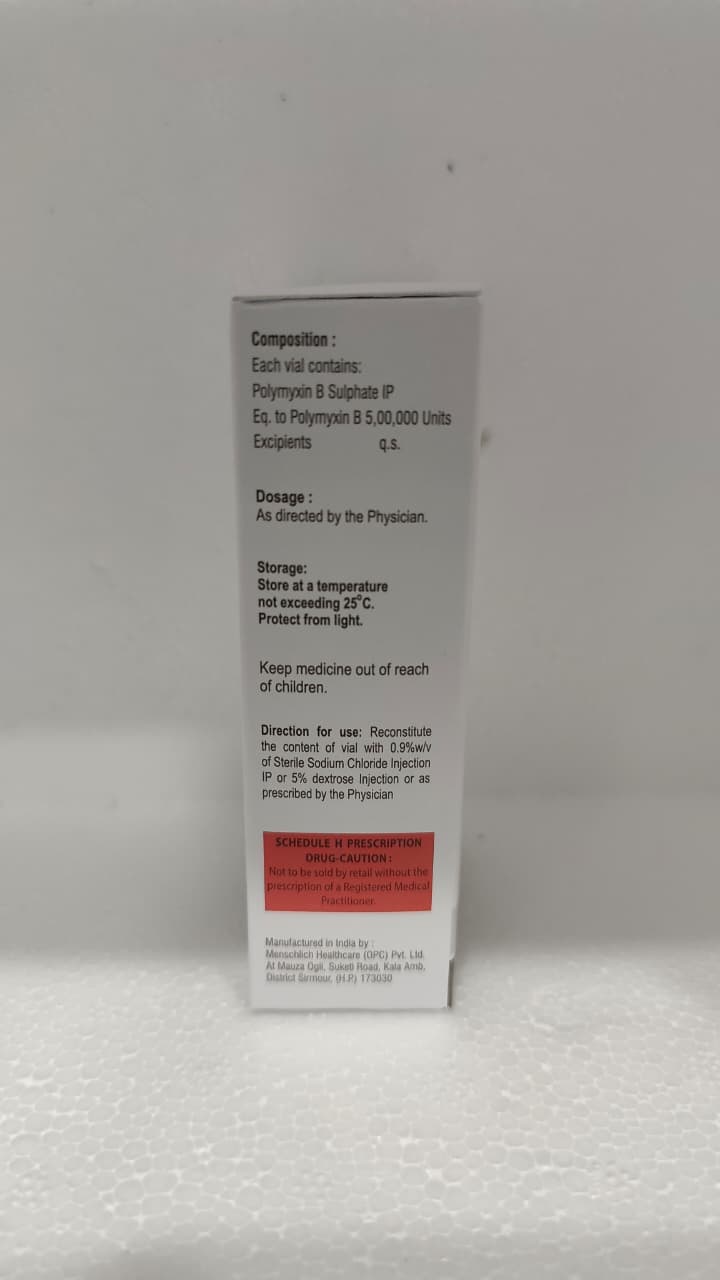 Composition :
Each vial contains:
Polymyxin B Sulphate IP
Eq. to Polymyxin B 5,00,000 Units
Excipients q.s.
Dosage :
As directed by the Physician.
Storage:
Store at a temperature
not exceeding 25°C.
Protect from light.
Keep medicine out of reach
of children.
Direction for use: Reconstitute
the content of vial with 0.9%w/v
of Sterile Sodium Chloride Injection
IP or 5% dextrose Injection or as
prescribed by the Physician
SCHEDULE H PRESCRIPTION
DRUG-CAUTION :
Not to be sold by retail without the
prescription of a Registered Medical
Practitioner.
Manufactured in India by :
Menschlich Healthcare (OPC) Pvt. Ltd.
At Mauza Ogli, Suketi Road, Kala Amb,
District Sirmour, (H.P.) 173030